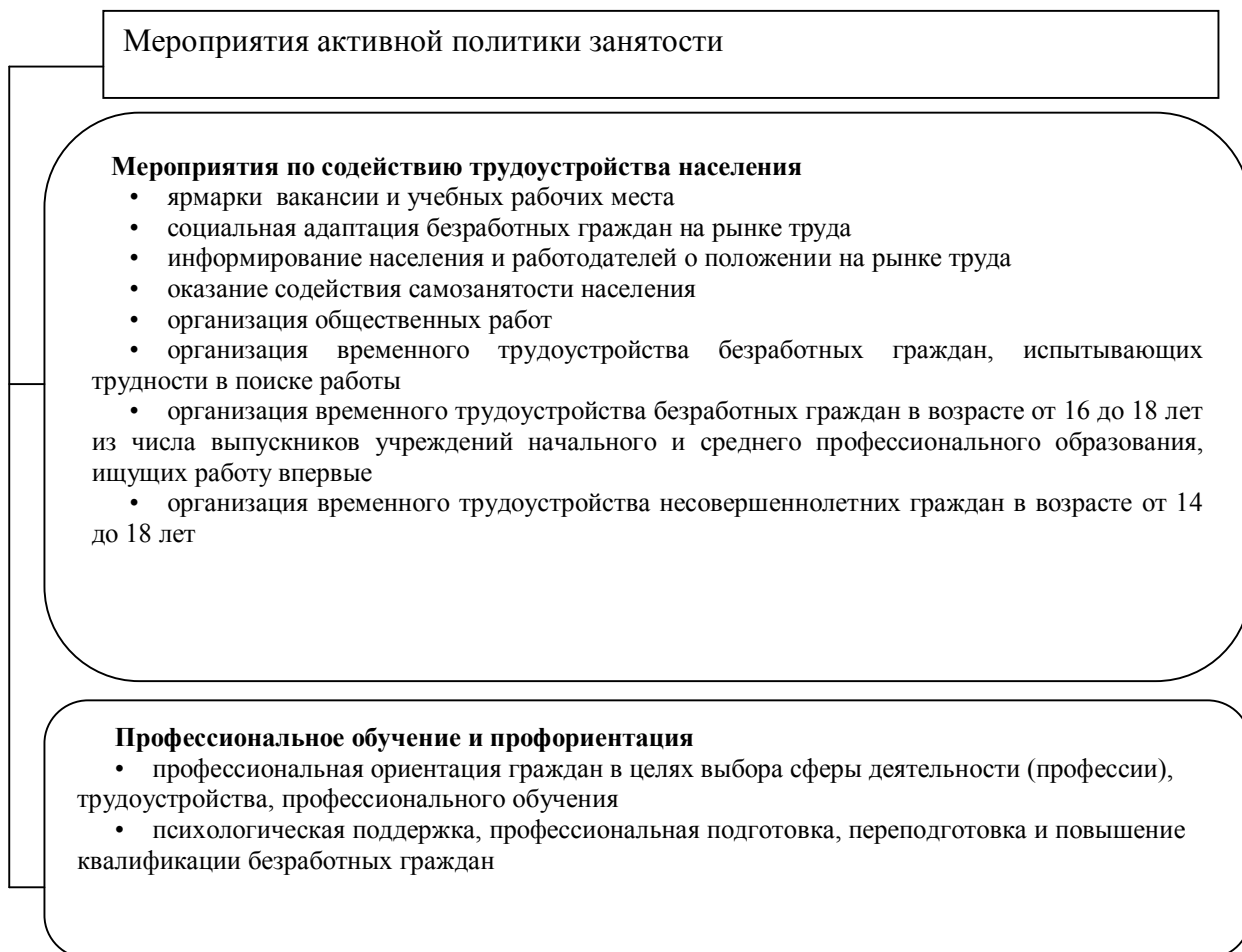 Мероприятия активной политики занятости
Мероприятия по содействию трудоустройства населения
• ярмарки вакансии и учебных рабочих места
• социальная адаптация безработных граждан на рынке труда
• информирование населения и работодателей о положении на рынке труда
• оказание содействия самозанятости населения
• организация общественных работ
• организация временного трудоустройства безработных граждан, испытывающих
трудности в поиске работы
• организация временного трудоустройства безработных граждан в возрасте от 16 до 18 лет
из числа выпускников учреждений начального и среднего профессионального образования,
ищущих работу впервые
• организация временного трудоустройства несовершеннолетних граждан в возрасте от 14
до 18 лет
Профессиональное обучение и профориентация
• профессиональная ориентация граждан в целях выбора сферы деятельности (профессии),
трудоустройства, профессионального обучения
• психологическая поддержка, профессиональная подготовка, переподготовка и повышение
квалификации безработных граждан